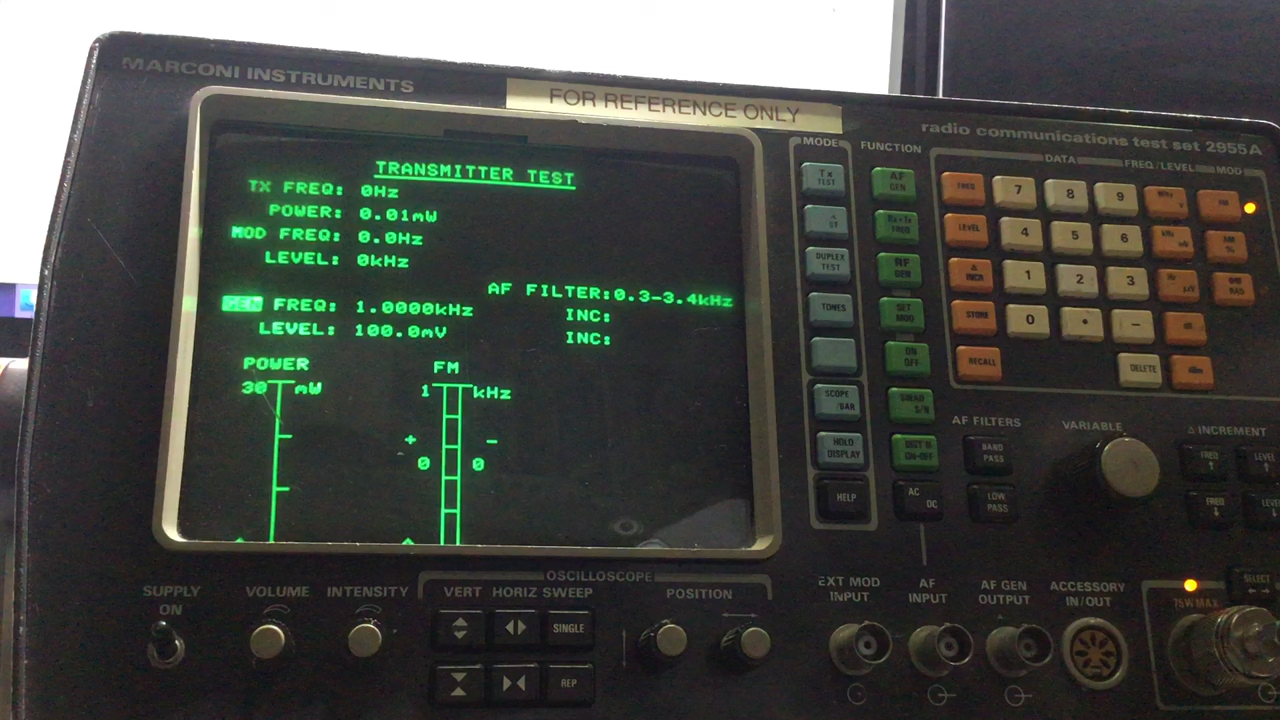 MARCONI INSTRUMENTS
FOR REFERENCE ONLY
radio communications test set 2955A
TRANSMITTER TEST
TX FREQ: 0Hz
POWER: 0.01mW
MOD FREQ: 0.0Hz
LEVEL: 0kHz
AF FILTER:0.3-3.4kHz
GEN FREQ: 1.0000kHz
INC:
LEVEL: 100.0mV
INC:
POWER
FM
30 mW
1 kHz
+ -
0 0
MODE
Tx TEST
DUPLEX TEST
TONES
SCOPE /BAR
HOLD DISPLAY
HELP
FUNCTION
AF GEN
Rx=Tx FREQ
RF GEN
SET MOD
ON OFF
SINAD S/N
DIST'N ON-OFF
AC DC
DATA
FREQ/LEVEL
MOD
FREQ 7 8 9
LEVEL 4 5 6
Δ INCR 1 2 3
STORE 0 • −
RECALL DELETE
AF FILTERS
BAND PASS
LOW PASS
VARIABLE
Δ INCREMENT
FREQ ↑
LEVEL ↑
FREQ ↓
SUPPLY ON
VOLUME
INTENSITY
OSCILLOSCOPE
VERT HORIZ SWEEP
POSITION
SINGLE
REP
EXT MOD INPUT
AF INPUT
AF GEN OUTPUT
ACCESSORY IN/OUT
75W MAX
SELECT